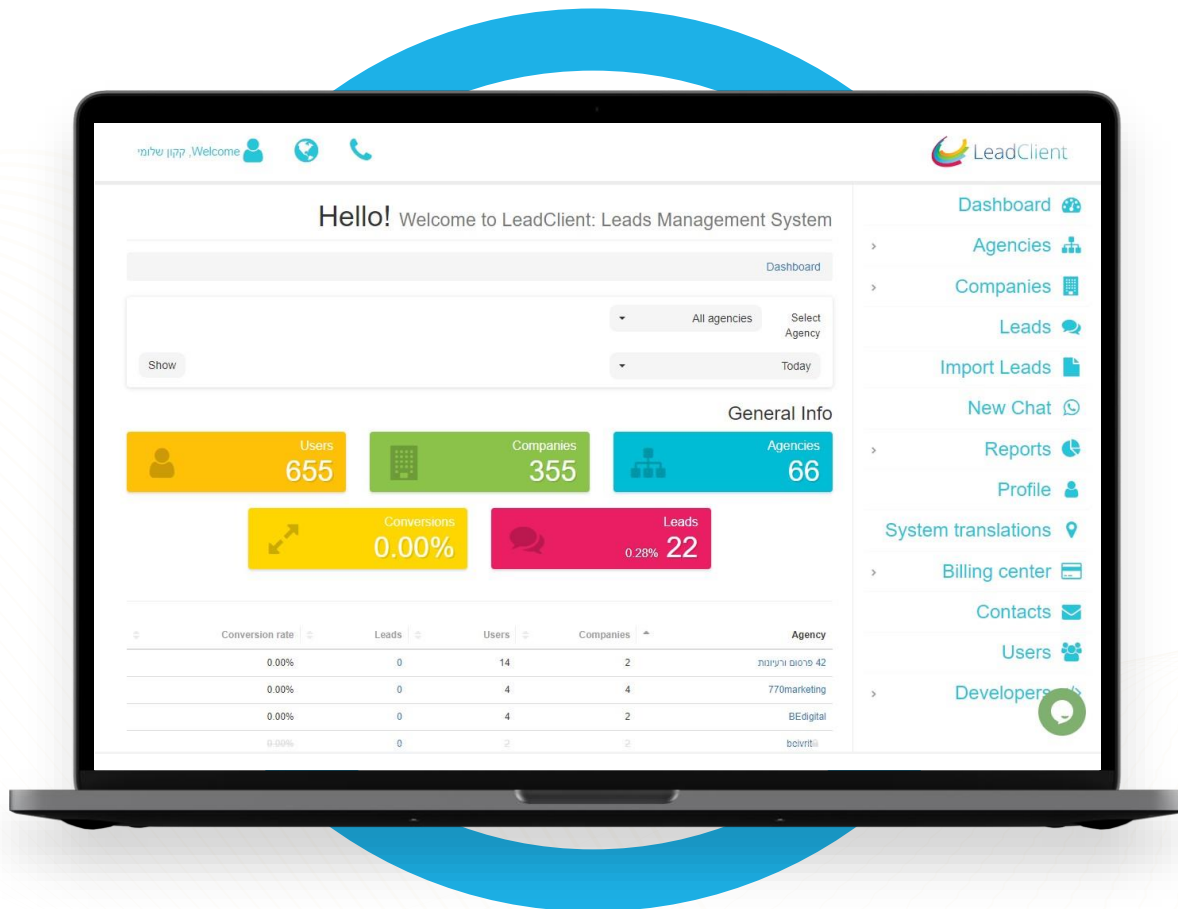 Welcome, קקון שלומי
LeadClient
Hello! Welcome to LeadClient: Leads Management System
Dashboard
Select Agency
All agencies
Today
Show
General Info
Users
655
Companies
355
Agencies
66
Conversions
0.00%
Leads
0.28% 22
Conversion rate Leads Users Companies Agency
0.00% 0 14 2 42 פרסום ורעיונות
0.00% 0 4 4 770marketing
0.00% 0 4 2 BEdigital
0.00% 0 2 2
Dashboard
Agencies
Companies
Leads
Import Leads
New Chat
Reports
Profile
System translations
Billing center
Contacts
Users
Developers